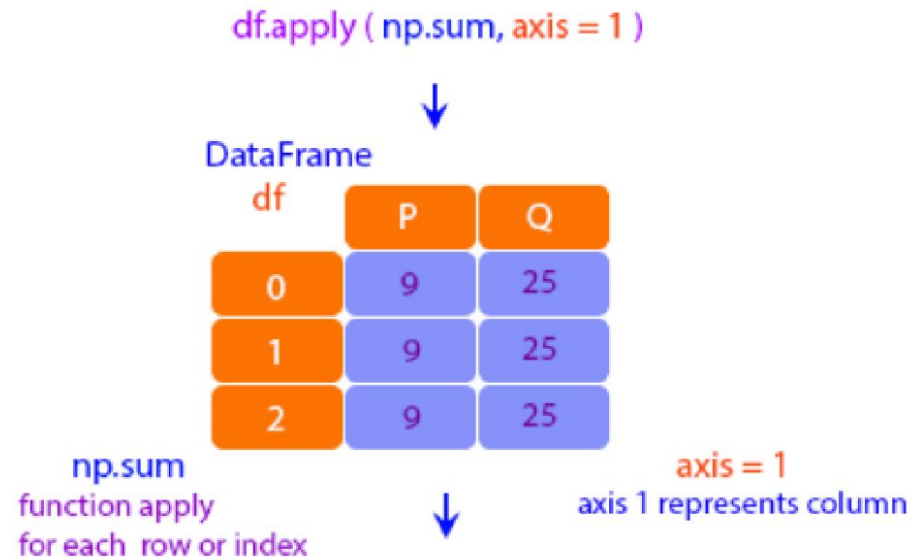 df.apply ( np.sum, axis = 1 )
DataFrame
df
P Q
0 9 25
1 9 25
2 9 25
np.sum
function apply
for each row or index
axis = 1
axis 1 represents column